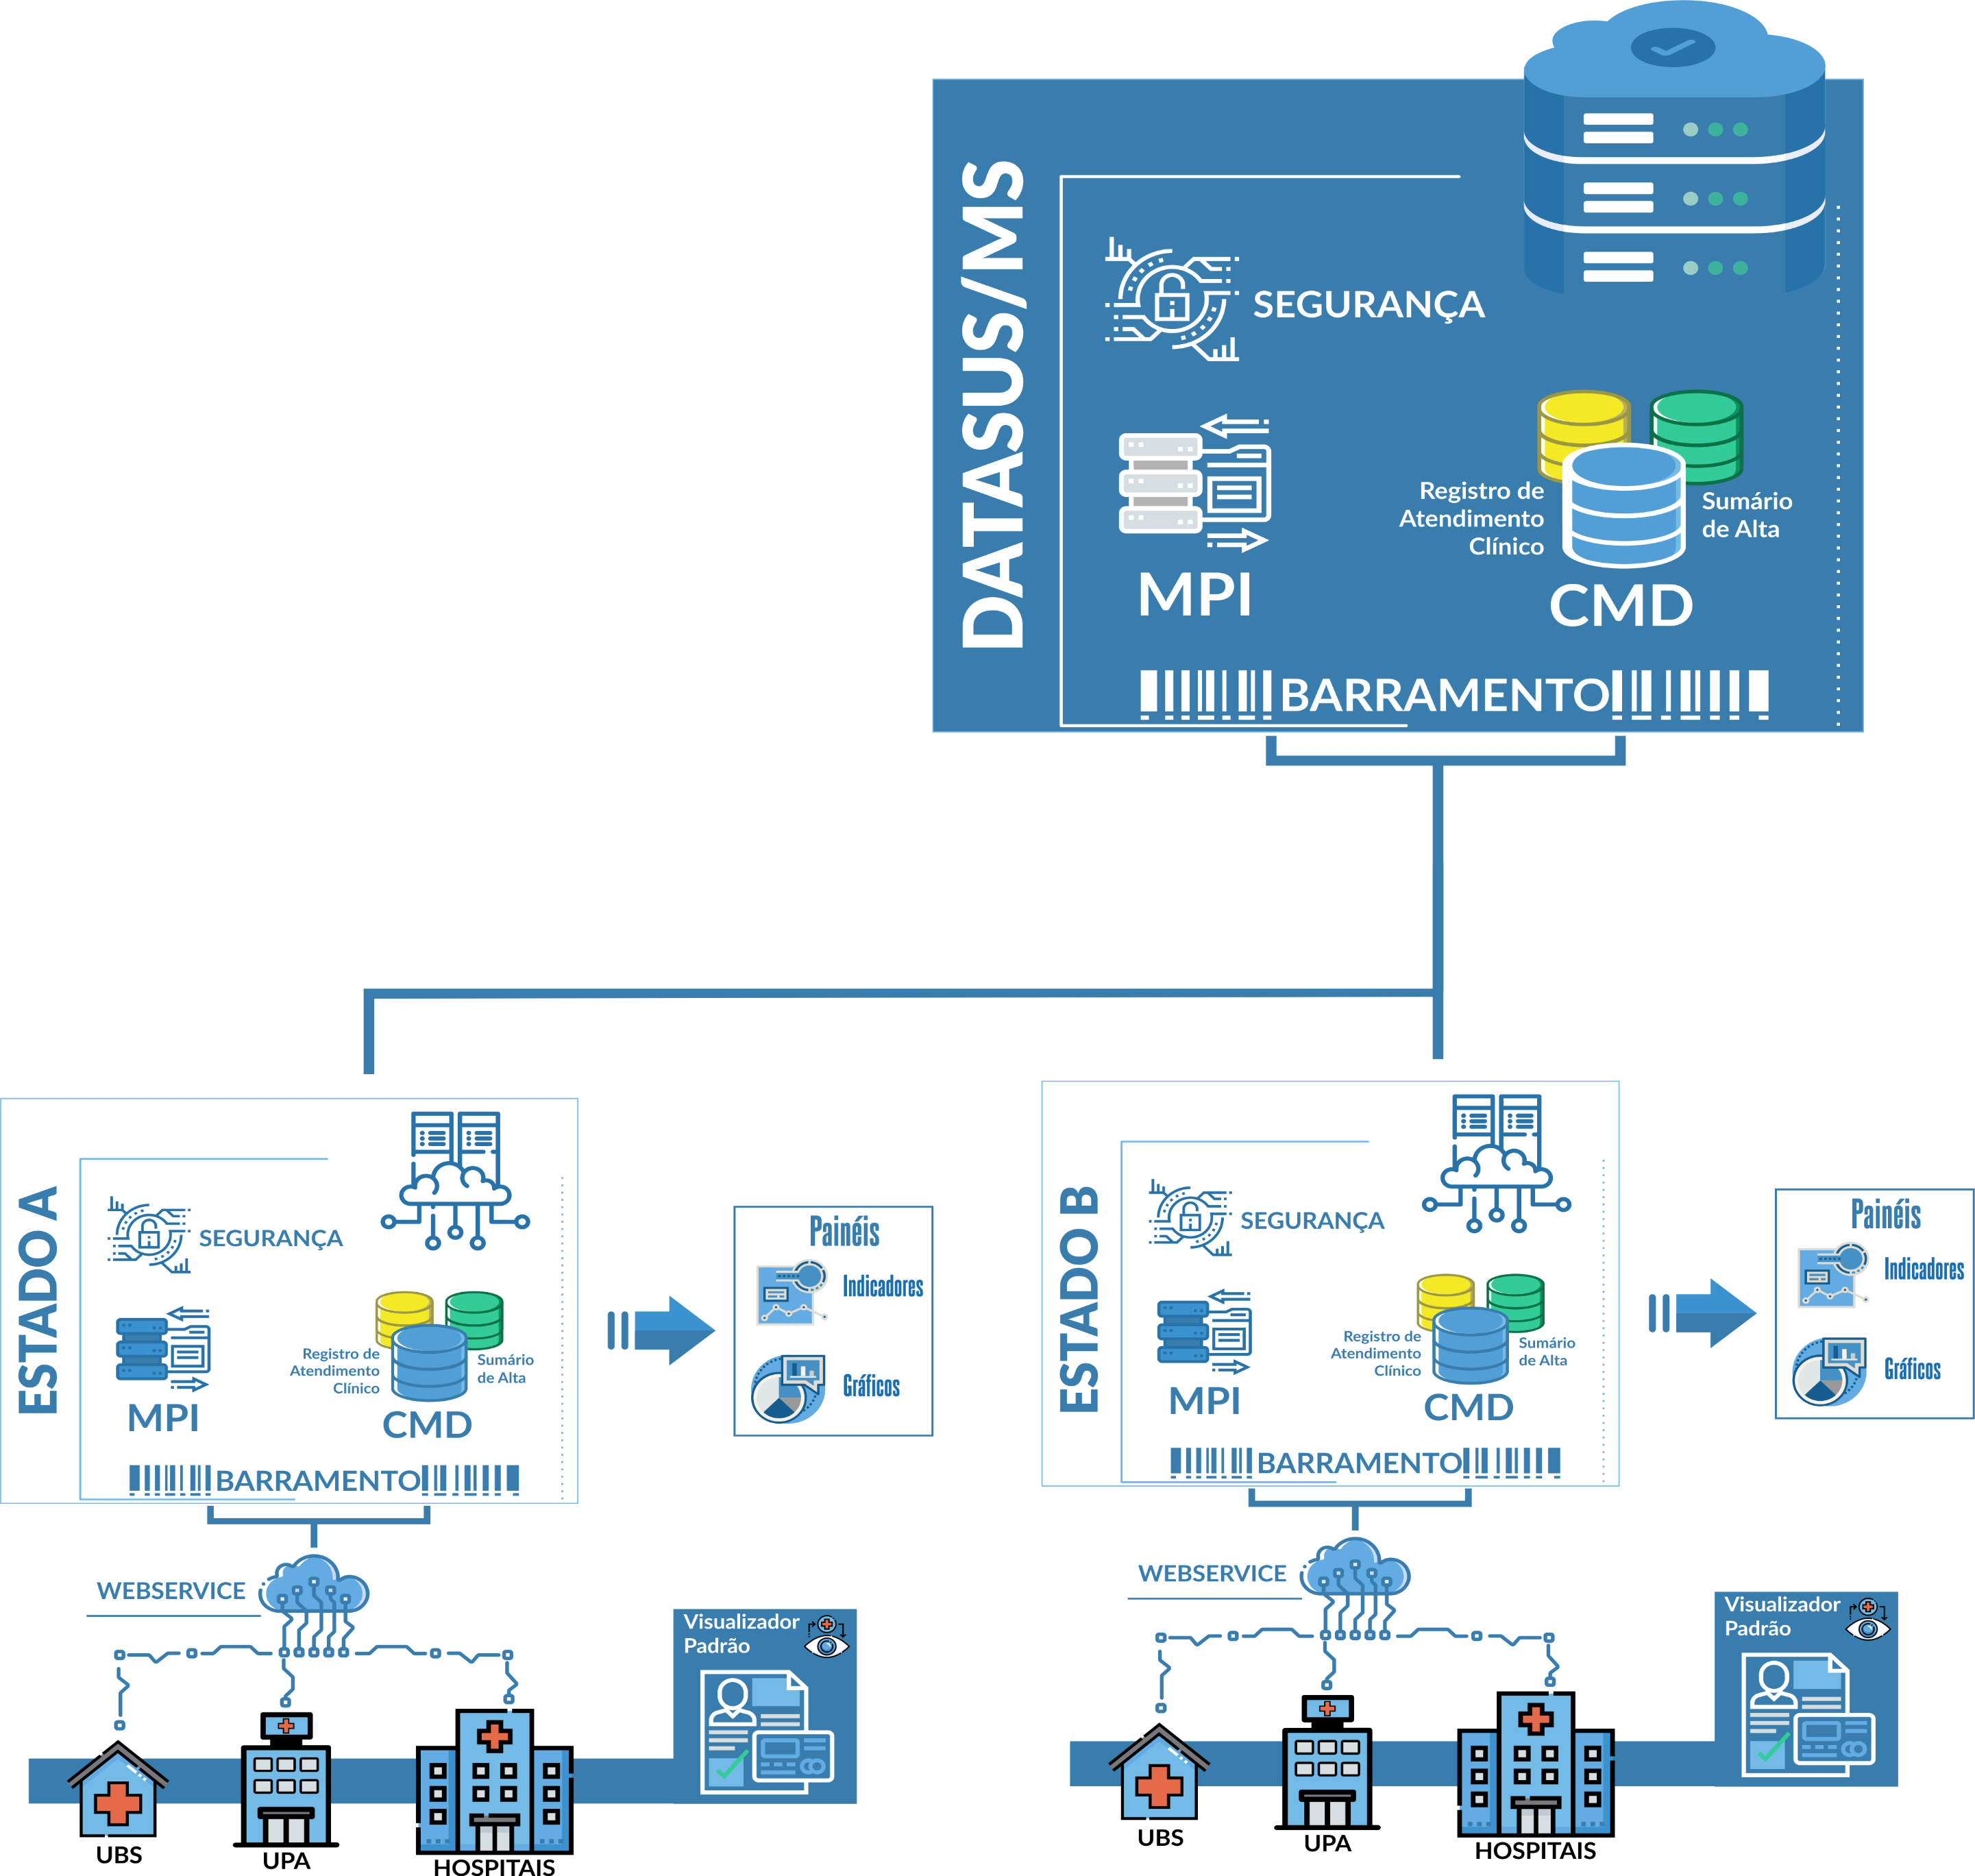 DATASUS/MS
SEGURANÇA
MPI
Registro de
Atendimento
Clínico
Sumário
de Alta
CMD
BARRAMENTO
ESTADO A
SEGURANÇA
MPI
Registro de
Atendimento
Clínico
Sumário
de Alta
CMD
BARRAMENTO
Painéis
Indicadores
Gráficos
WEBSERVICE
Visualizador
Padrão
UBS
UPA
HOSPITAIS
ESTADO B
SEGURANÇA
MPI
Registro de
Atendimento
Clínico
Sumário
de Alta
CMD
BARRAMENTO
Painéis
Indicadores
Gráficos
WEBSERVICE
Visualizador
Padrão
UBS
UPA
HOSPITAIS